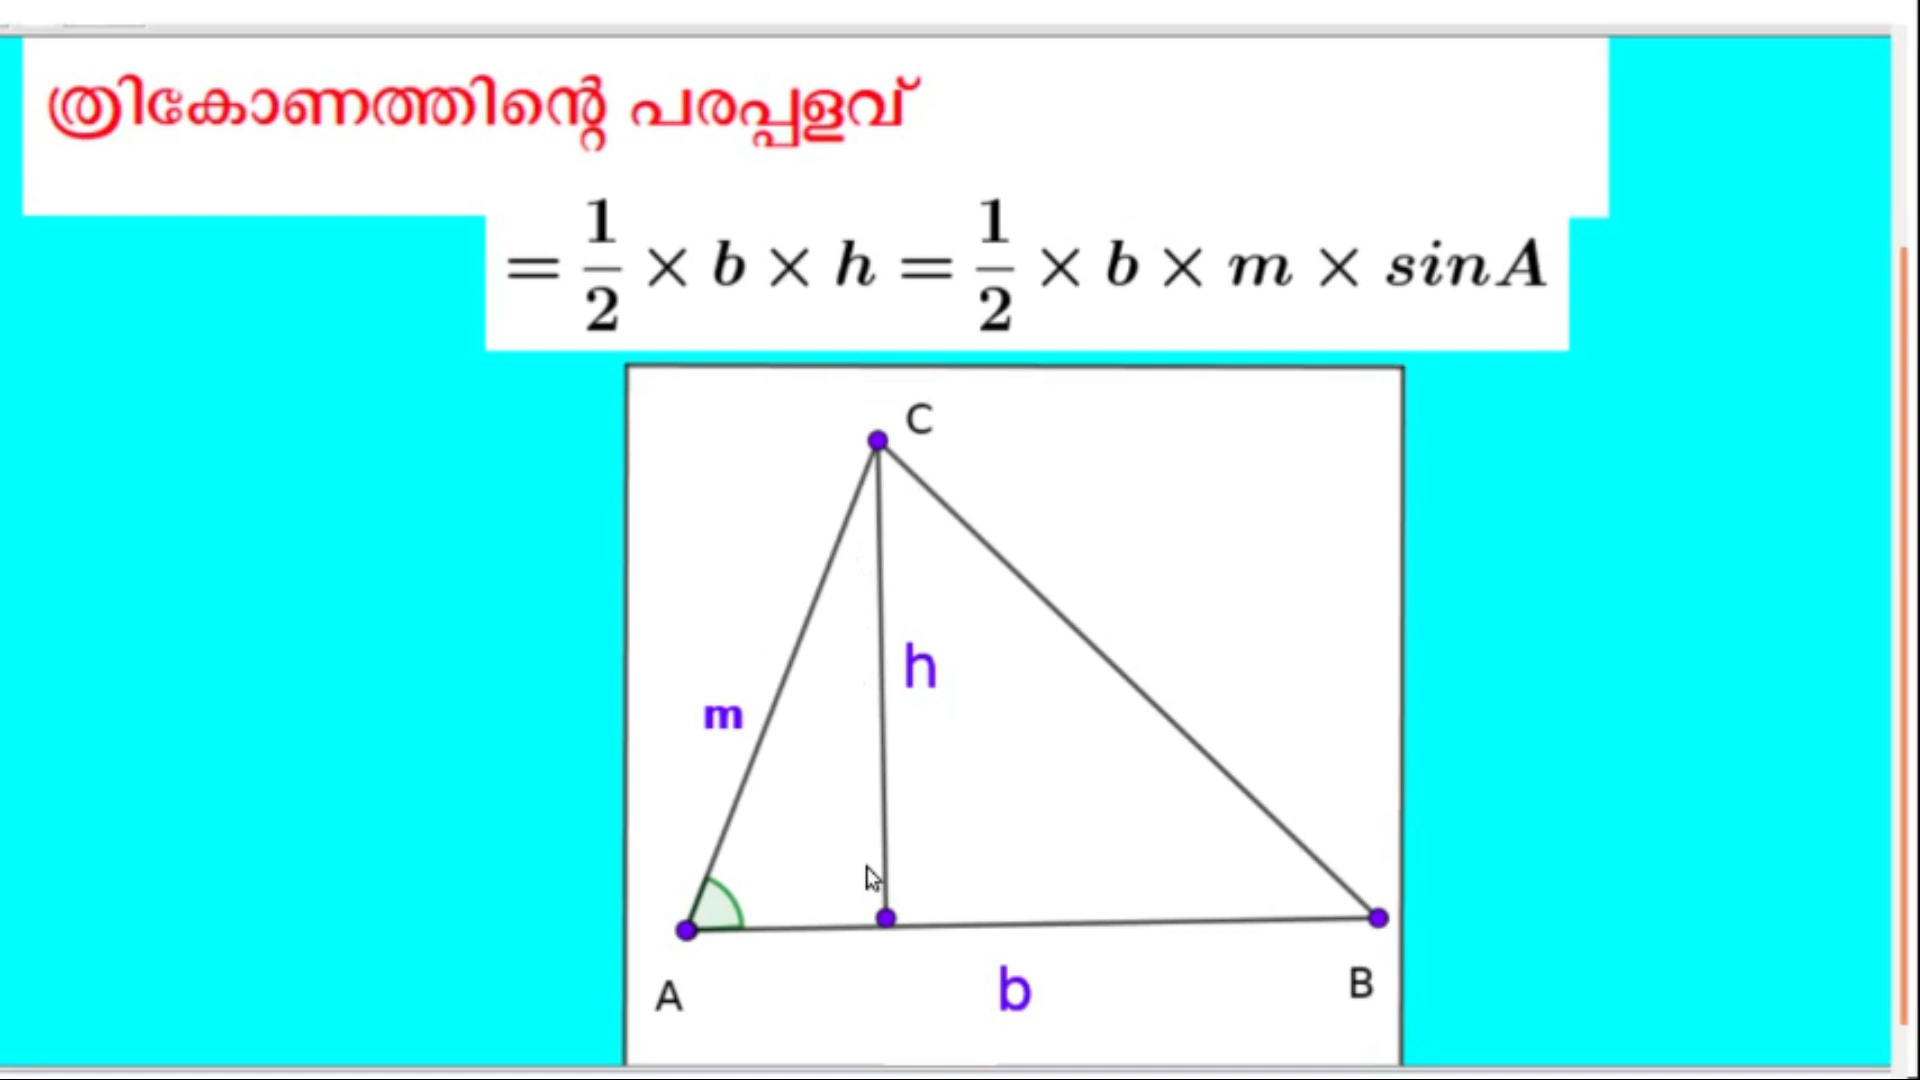 ത്രികോണത്തിന്റെ പരപ്പളവ്
= 1/2 × b × h = 1/2 × b × m × sinA
C
h
m
A
b
B